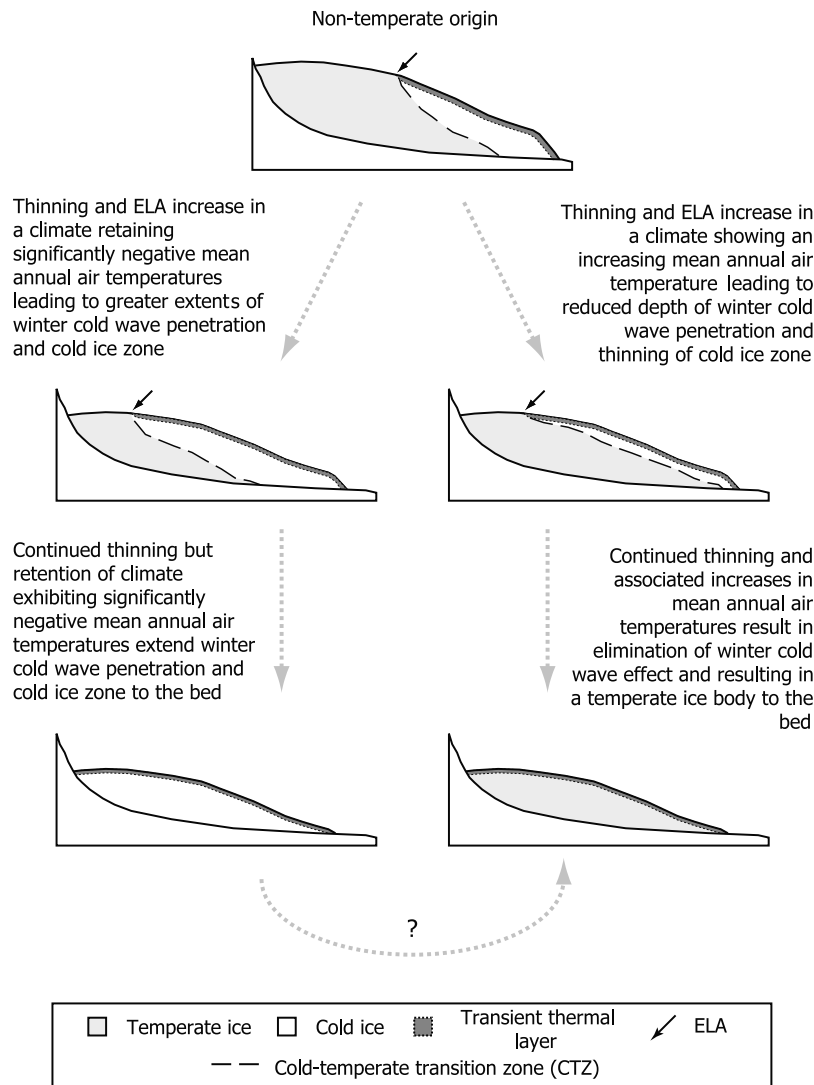 Non-temperate origin
Thinning and ELA increase in
a climate retaining
significantly negative mean
annual air temperatures
leading to greater extents of
winter cold wave penetration
and cold ice zone
Thinning and ELA increase in
a climate showing an
increasing mean annual air
temperature leading to
reduced depth of winter cold
wave penetration and
thinning of cold ice zone
Continued thinning but
retention of climate
exhibiting significantly
negative mean annual air
temperatures extend winter
cold wave penetration and
cold ice zone to the bed
Continued thinning and
associated increases in
mean annual air
temperatures result in
elimination of winter cold
wave effect and resulting in
a temperate ice body to the
bed
?
Temperate ice
Cold ice
Transient thermal
layer
ELA
Cold-temperate transition zone (CTZ)